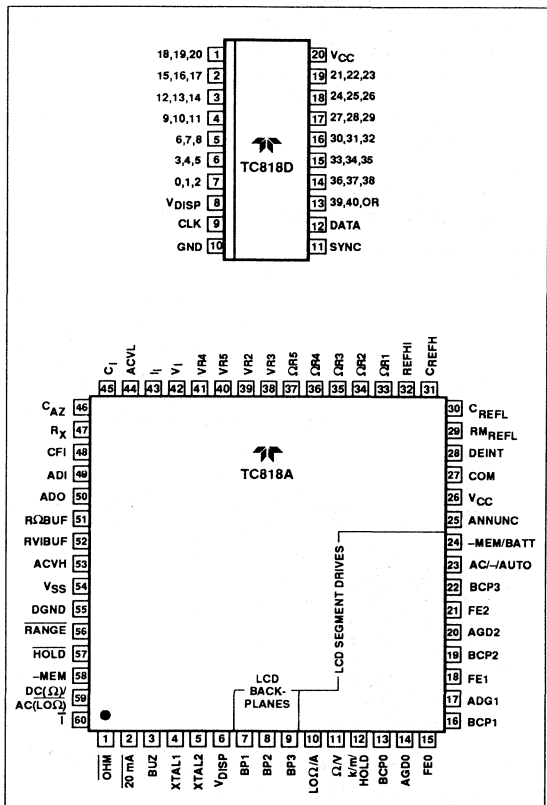 18,19,20 1 20 VCC
15,16,17 2 19 21,22,23
12,13,14 3 18 24,25,26
9,10,11 4 17 27,28,29
6,7,8 5 16 30,31,32
3,4,5 6 15 33,34,35
0,1,2 7 14 36,37,38
VDISP 8 13 39,40,OR
CLK 9 12 DATA
GND 10 11 SYNC
TC818D
CI ACVL II VI VR4 VR5 VR2 VR3 ΩR5 ΩR4 ΩR3 ΩR2 ΩR1 REFHI CREFH
45 44 43 42 41 40 39 38 37 36 35 34 33 32 31
CAZ 46
RX 47
CFI 48
ADI 49
ADO 50
RΩBUF 51
RVIBUF 52
ACVH 53
VSS 54
DGND 55
RANGE 56
HOLD 57
–MEM 58
DC(Ω)/
AC(LOΩ) 59
I 60
TC818A
30 CREFL
29 RMREFL
28 DEINT
27 COM
26 VCC
25 ANNUNC
24 –MEM/BATT
23 AC/–/AUTO
22 BCP3
21 FE2
20 AGD2
19 BCP2
18 FE1
17 ADG1
16 BCP1
LCD SEGMENT DRIVES
LCD
BACK-
PLANES
1 2 3 4 5 6 7 8 9 10 11 12 13 14 15
OHM 20 mA BUZ XTAL1 XTAL2 VDISP BP1 BP2 BP3 LOΩ/A Ω/V k/m/ HOLD BCP0 AGD0 FE0